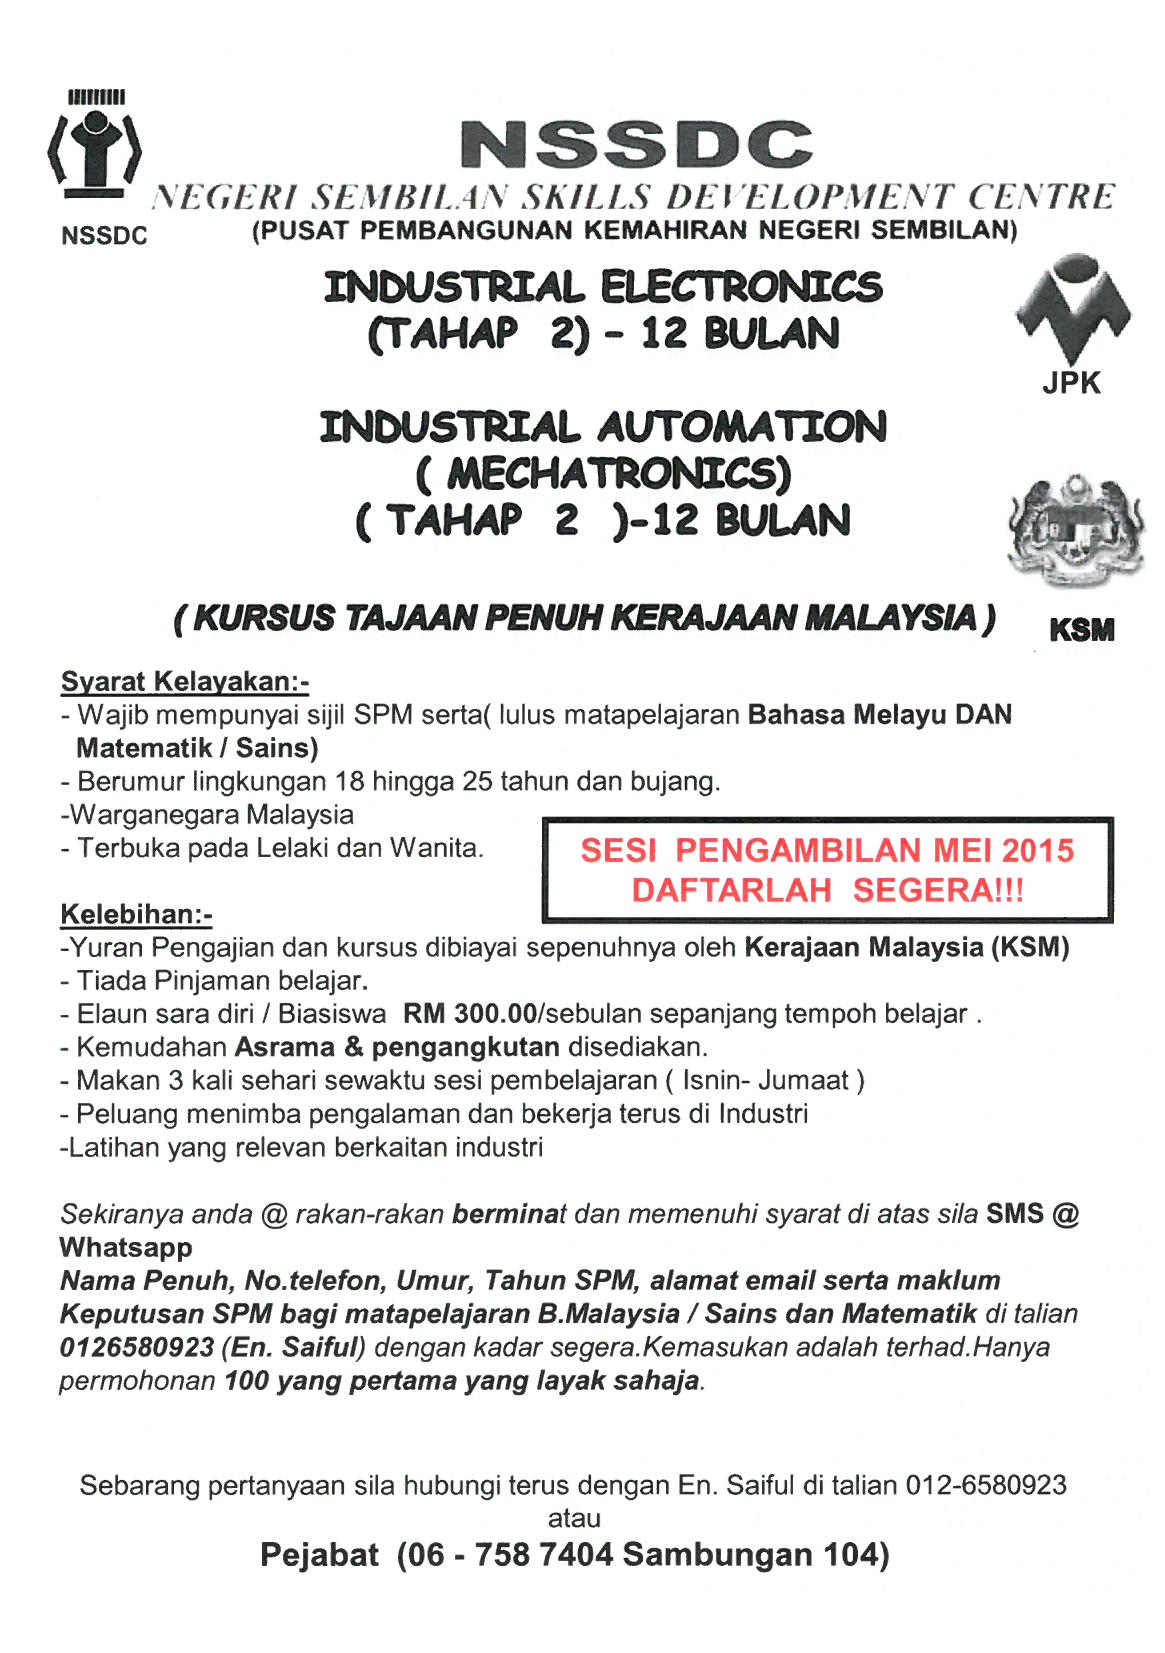 NSSDC
NEGERI SEMBILAN SKILLS DEVELOPMENT CENTRE
NSSDC
(PUSAT PEMBANGUNAN KEMAHIRAN NEGERI SEMBILAN)
INDUSTRIAL ELECTRONICS
(TAHAP 2) - 12 BULAN
JPK
INDUSTRIAL AUTOMATION
( MECHATRONICS)
( TAHAP 2 )-12 BULAN
( KURSUS TAJAAN PENUH KERAJAAN MALAYSIA )
KSM
Syarat Kelayakan:-
- Wajib mempunyai sijil SPM serta( lulus matapelajaran Bahasa Melayu DAN
Matematik / Sains)
- Berumur lingkungan 18 hingga 25 tahun dan bujang.
-Warganegara Malaysia
- Terbuka pada Lelaki dan Wanita.
SESI PENGAMBILAN MEI 2015
DAFTARLAH SEGERA!!!
Kelebihan:-
-Yuran Pengajian dan kursus dibiayai sepenuhnya oleh Kerajaan Malaysia (KSM)
- Tiada Pinjaman belajar.
- Elaun sara diri / Biasiswa RM 300.00/sebulan sepanjang tempoh belajar .
- Kemudahan Asrama & pengangkutan disediakan.
- Makan 3 kali sehari sewaktu sesi pembelajaran ( Isnin- Jumaat )
- Peluang menimba pengalaman dan bekerja terus di Industri
-Latihan yang relevan berkaitan industri
Sekiranya anda @ rakan-rakan berminat dan memenuhi syarat di atas sila SMS @
Whatsapp
Nama Penuh, No.telefon, Umur, Tahun SPM, alamat email serta maklum
Keputusan SPM bagi matapelajaran B.Malaysia / Sains dan Matematik di talian
0126580923 (En. Saiful) dengan kadar segera.Kemasukan adalah terhad.Hanya
permohonan 100 yang pertama yang layak sahaja.
Sebarang pertanyaan sila hubungi terus dengan En. Saiful di talian 012-6580923
atau
Pejabat (06 - 758 7404 Sambungan 104)